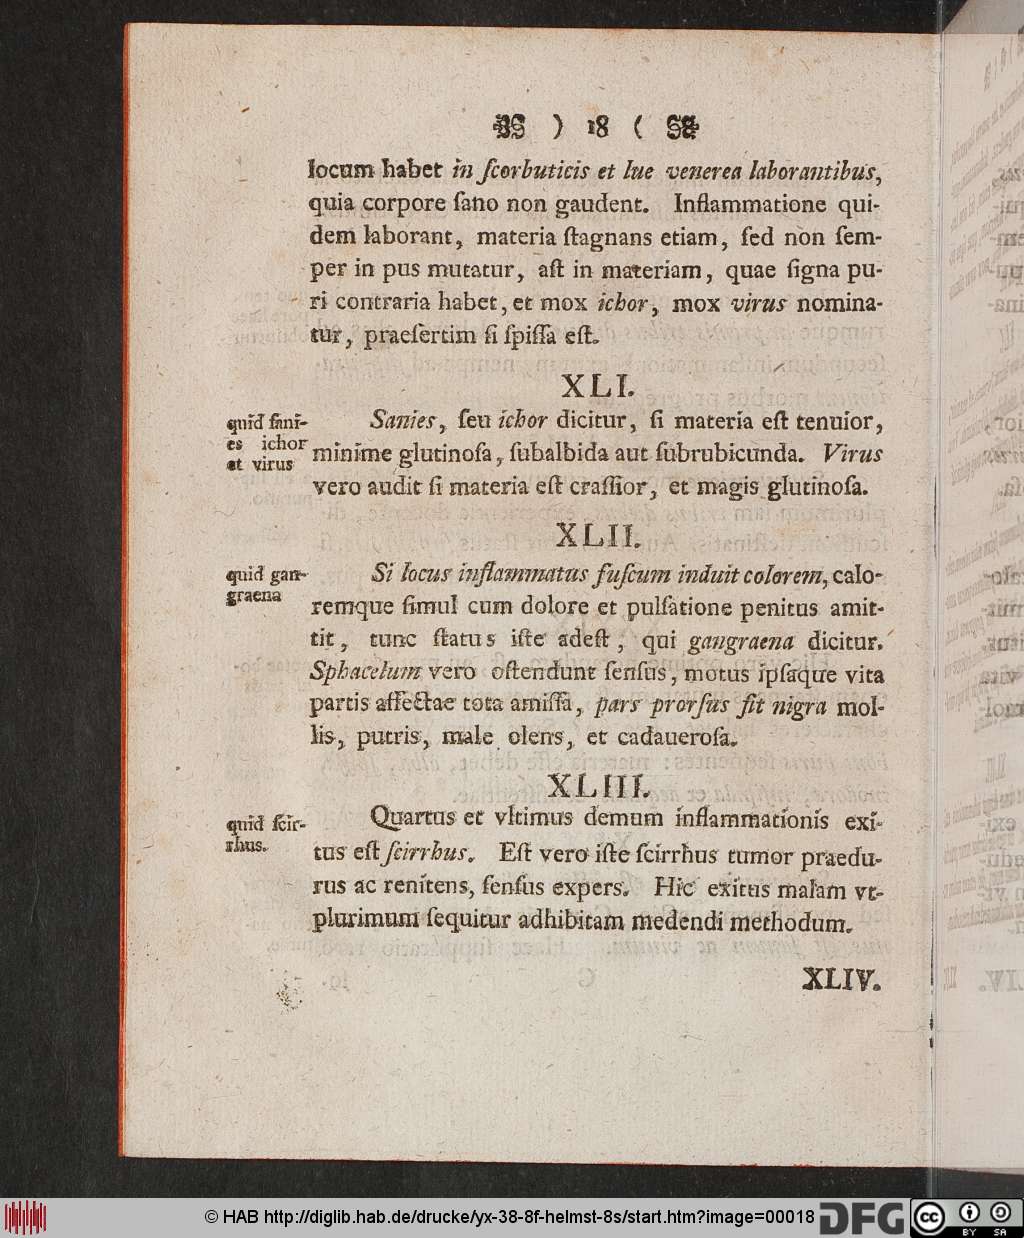 ) 18 (
locum habet in ſcorbuticis et lue venerea laborantibus,
quia corpore ſano non gaudent. Inflammatione qui-
dem laborant, materia ſtagnans etiam, ſed non ſem-
per in pus mutatur, aſt in materiam, quae ſigna pu-
ri contraria habet, et mox ichor, mox virus nomina-
tur, praeſertim ſi ſpiſſa eſt.
XLI.
quid ſani-
es ichor
et virus
Sanies, ſeu ichor dicitur, ſi materia eſt tenuior,
minime glutinoſa, ſubalbida aut ſubrubicunda. Virus
vero audit ſi materia eſt craſſior, et magis glutinoſa.
XLII.
quid gan-
graena
Si locus inflammatus fuſcum induit colorem, calo-
remque ſimul cum dolore et pulſatione penitus amit-
tit, tunc ſtatus iſte adeſt, qui gangraena dicitur.
Sphacelum vero oſtendunt ſenſus, motus ipſaque vita
partis affectae tota amiſſa, pars prorſus fit nigra mol-
lis, putris, male olens, et cadaueroſa.
XLIII.
quid ſcir-
rhus.
Quartus et vltimus demum inflammationis exi-
tus eſt ſcirrhus. Eſt vero iſte ſcirrhus tumor praedu-
rus ac renitens, ſenſus expers. Hic exitus malam vt-
plurimum ſequitur adhibitam medendi methodum.
XLIV.
© HAB http://diglib.hab.de/drucke/yx-38-8f-helmst-8s/start.htm?image=00018
DFG
cc BY SA